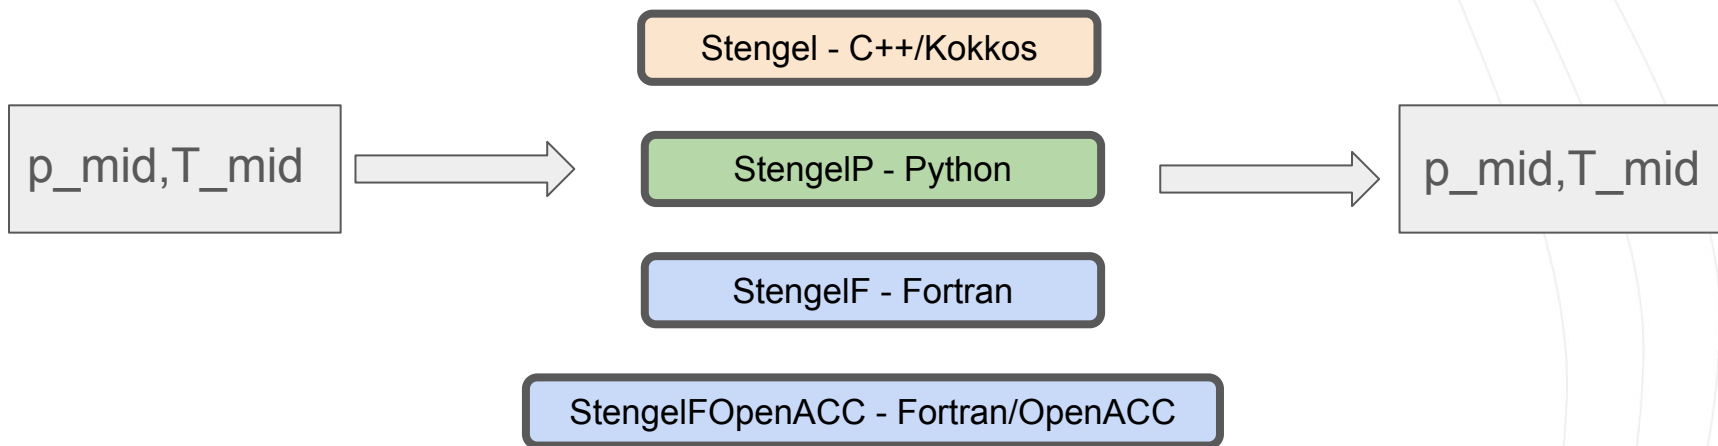 Stengel - C++/Kokkos
p_mid,T_mid
StengelP - Python
p_mid,T_mid
StengelF - Fortran
StengelFOpenACC - Fortran/OpenACC